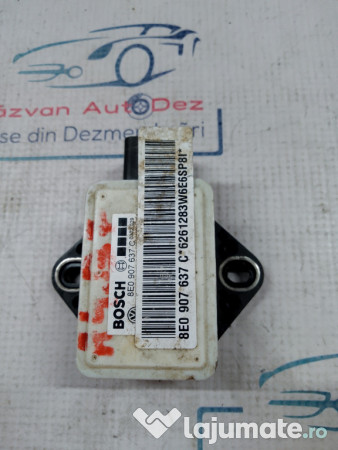 Răzvan AutoDez
se din Dezmembrări
BOSCH
8E0 907 637 C
8E0 907 637 C*6261283W6E6SP8I*
lajumate.ro